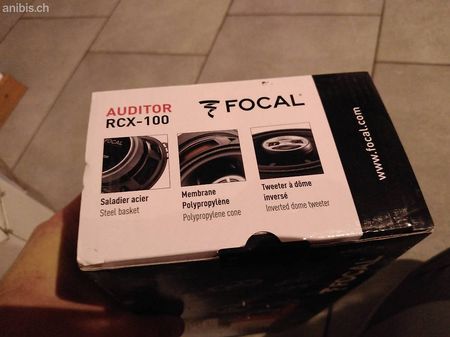 anibis.ch
AUDITOR
RCX-100
FOCAL
www.focal.com
Saladier acier
Steel basket
Membrane
Polypropylène
Polypropylene cone
Tweeter à dôme
inversé
Inverted dome tweeter
FOCAL